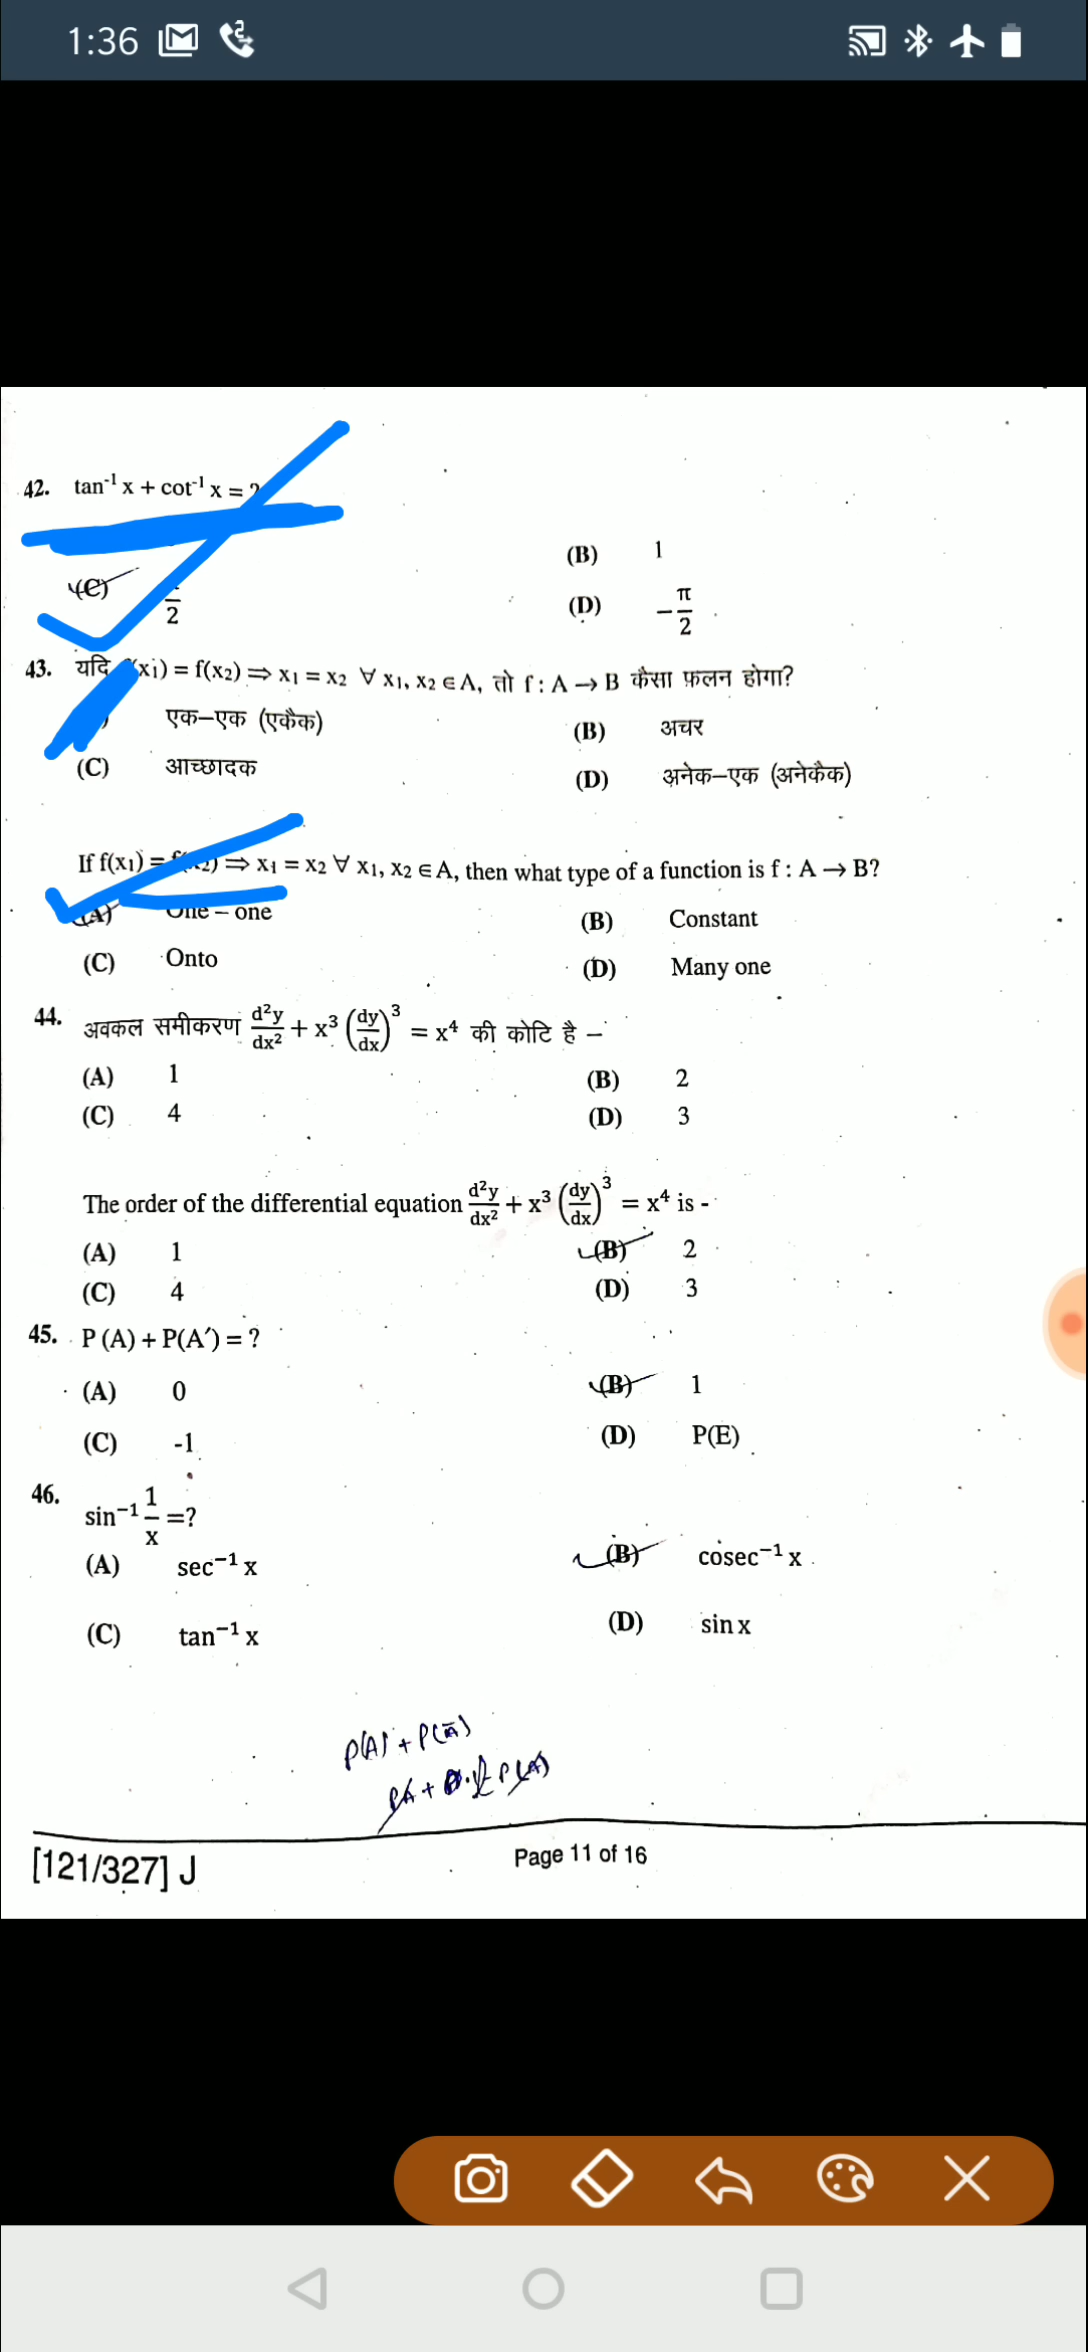 1:36
42. tan⁻¹ x + cot⁻¹ x = ?
(B) 1
(C) π/2 (D) −π/2
43. यदि f(x₁) = f(x₂) ⇒ x₁ = x₂ ∀ x₁, x₂ ∈ A, तो f : A → B कैसा फ़लन होगा?
एक–एक (एकैक) (B) अचर
(C) आच्छादक (D) अनेक–एक (अनेकैक)
If f(x₁) = f(x₂) ⇒ x₁ = x₂ ∀ x₁, x₂ ∈ A, then what type of a function is f : A → B?
(A) One – one (B) Constant
(C) Onto (D) Many one
44. अवकल समीकरण d²y/dx² + x³ (dy/dx)³ = x⁴ की कोटि है –
(A) 1 (B) 2
(C) 4 (D) 3
The order of the differential equation d²y/dx² + x³ (dy/dx)³ = x⁴ is -
(A) 1 (B) 2
(C) 4 (D) 3
45. P (A) + P(A′) = ?
(A) 0 (B) 1
(C) -1 (D) P(E)
46. sin⁻¹ 1/x =?
(A) sec⁻¹ x (B) cosec⁻¹ x
(C) tan⁻¹ x (D) sin x
P(A) + P(Ā)
[121/327] J Page 11 of 16